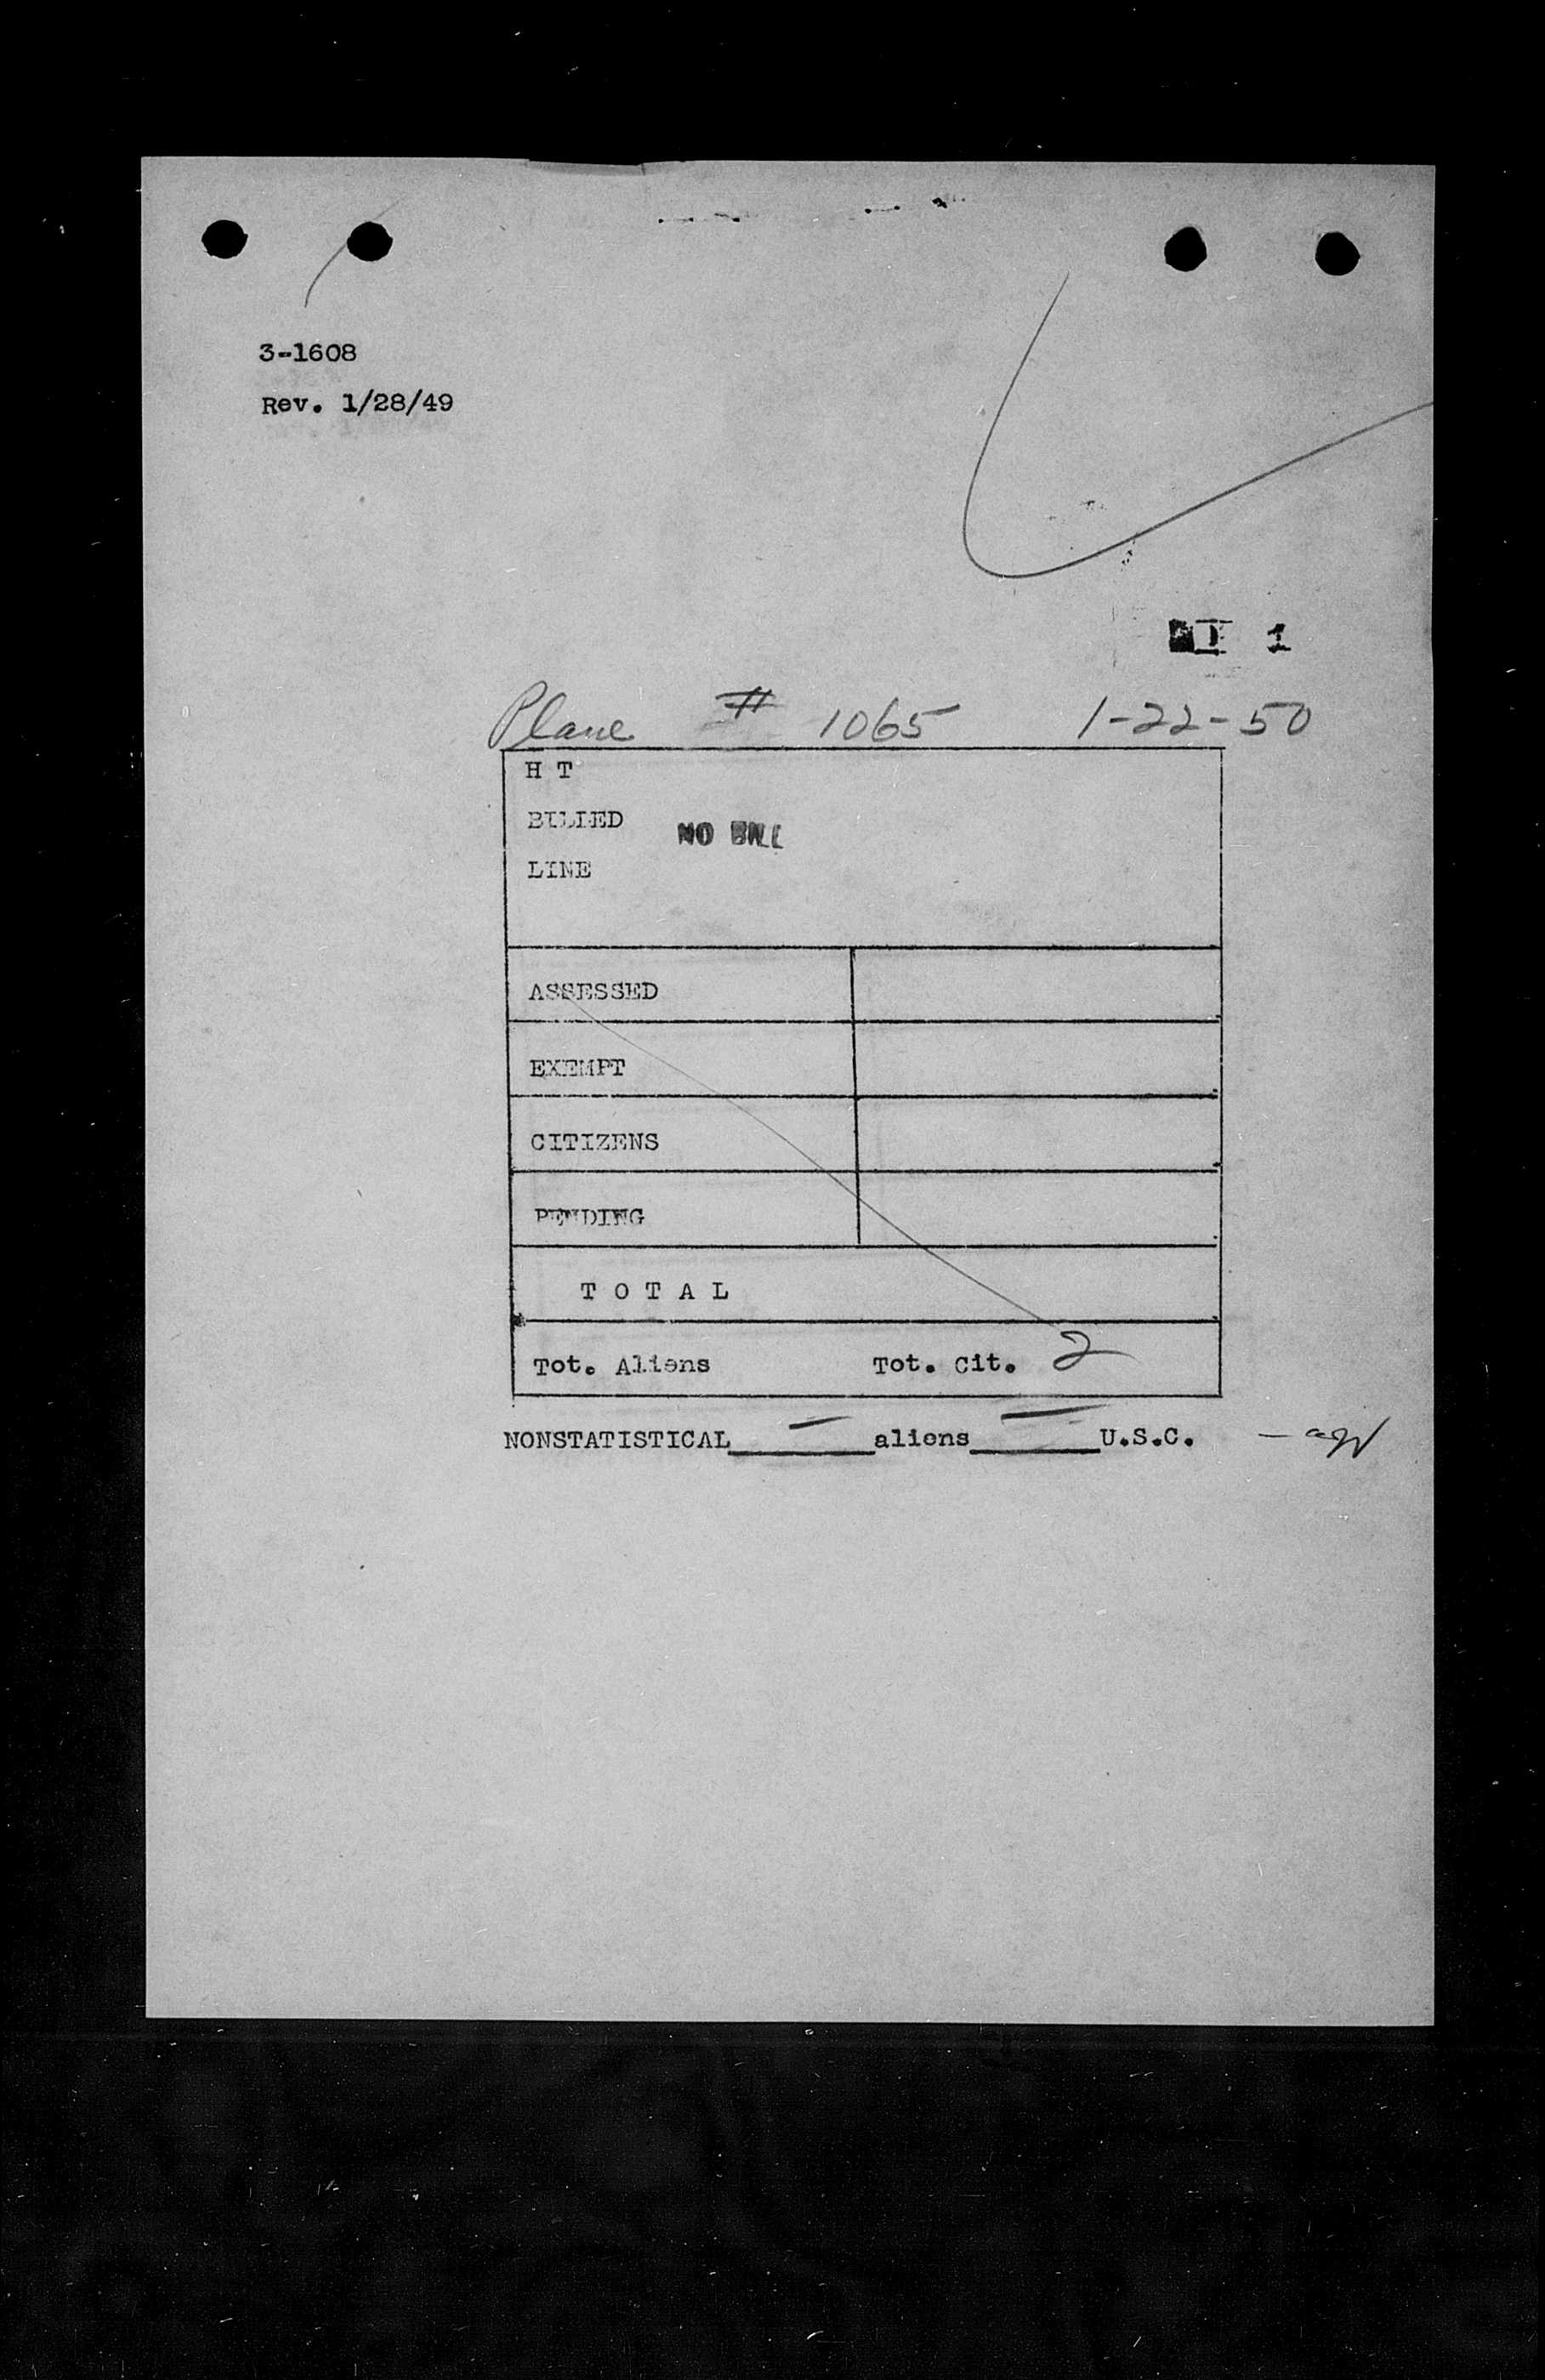 3-1608
Rev. 1/28/49
1
Plane # 1065 1-22-50
H T
BILLED NO BILL
LINE
ASSESSED
EXEMPT
CITIZENS
PENDING
T O T A L
Tot. Aliens Tot. Cit. 2
NONSTATISTICAL — aliens — U.S.C.